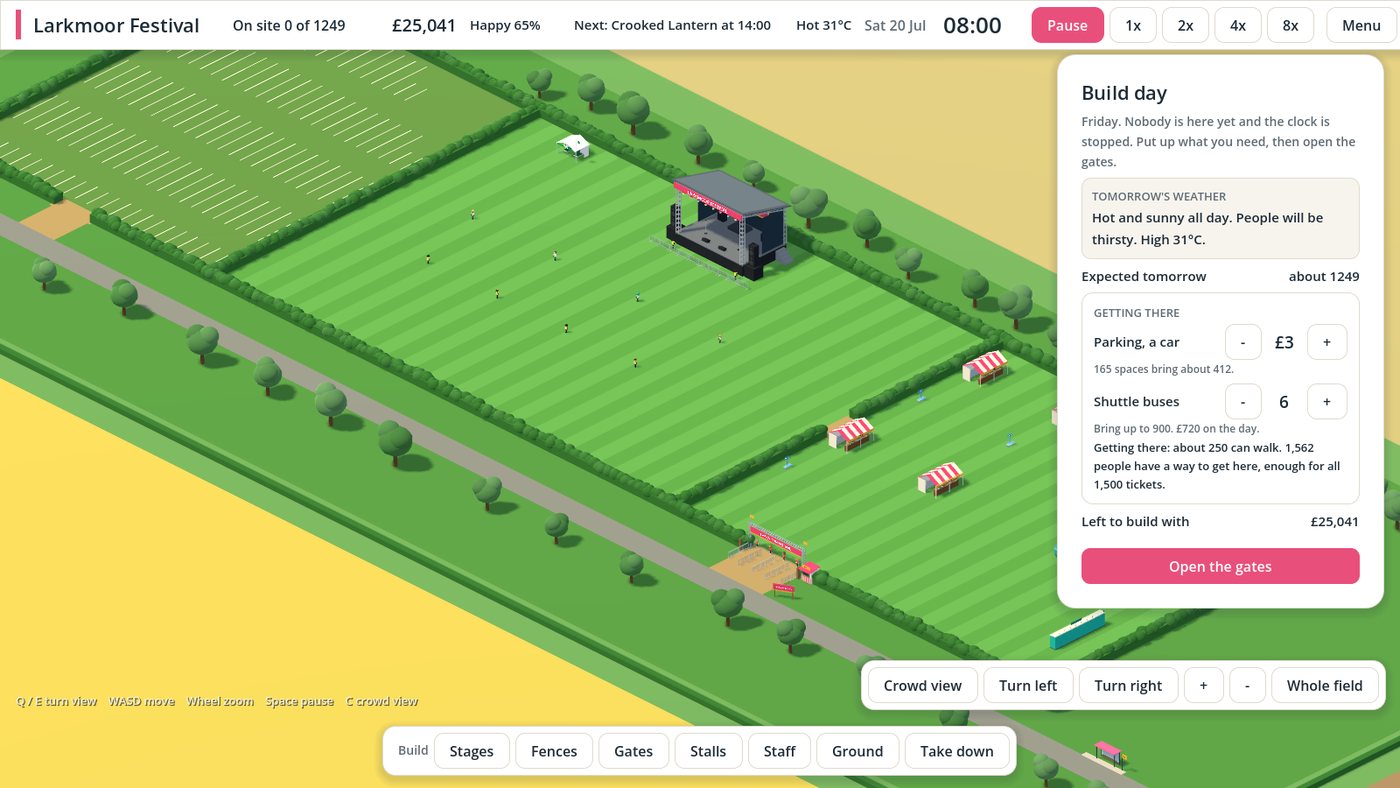 Larkmoor Festival
On site 0 of 1249
£25,041
Happy 65%
Next: Crooked Lantern at 14:00
Hot 31°C
Sat 20 Jul
08:00
Pause
1x
2x
4x
8x
Menu
Build day
Friday. Nobody is here yet and the clock is
stopped. Put up what you need, then open the
gates.
TOMORROW'S WEATHER
Hot and sunny all day. People will be
thirsty. High 31°C.
Expected tomorrow
about 1249
GETTING THERE
Parking, a car
-
£3
+
165 spaces bring about 412.
Shuttle buses
-
6
+
Bring up to 900. £720 on the day.
Getting there: about 250 can walk. 1,562
people have a way to get here, enough for all
1,500 tickets.
Left to build with
£25,041
Open the gates
Crowd view
Turn left
Turn right
+
-
Whole field
Q / E turn view
WASD move
Wheel zoom
Space pause
C crowd view
Build
Stages
Fences
Gates
Stalls
Staff
Ground
Take down